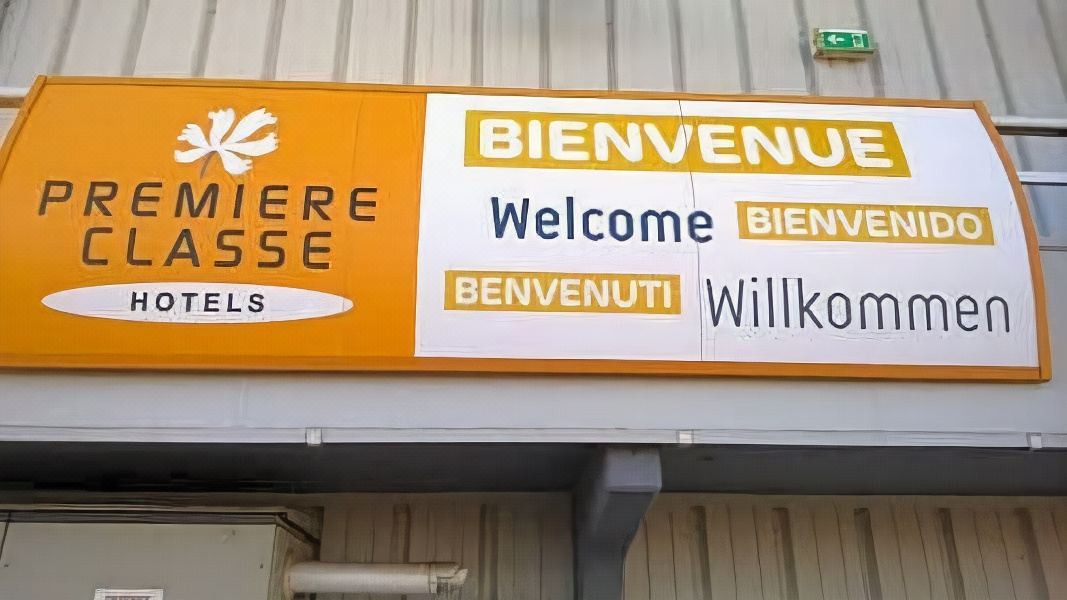 PREMIERE
CLASSE
HOTELS
BIENVENUE
Welcome BIENVENIDO
BENVENUTI Willkommen